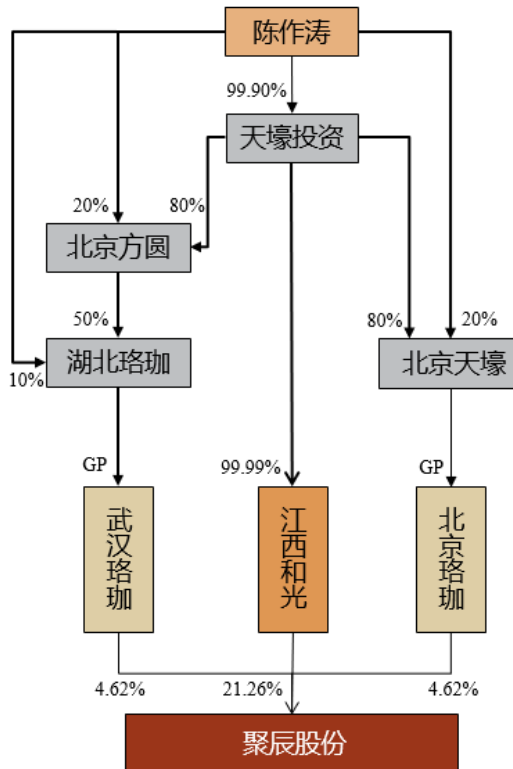 陈作涛
99.90%
天壕投资
20%
80%
北京方圆
50%
80%
20%
湖北珞珈
北京天壕
10%
GP
99.99%
GP
武汉珞珈
江西和光
北京珞珈
4.62%
21.26%
4.62%
聚辰股份